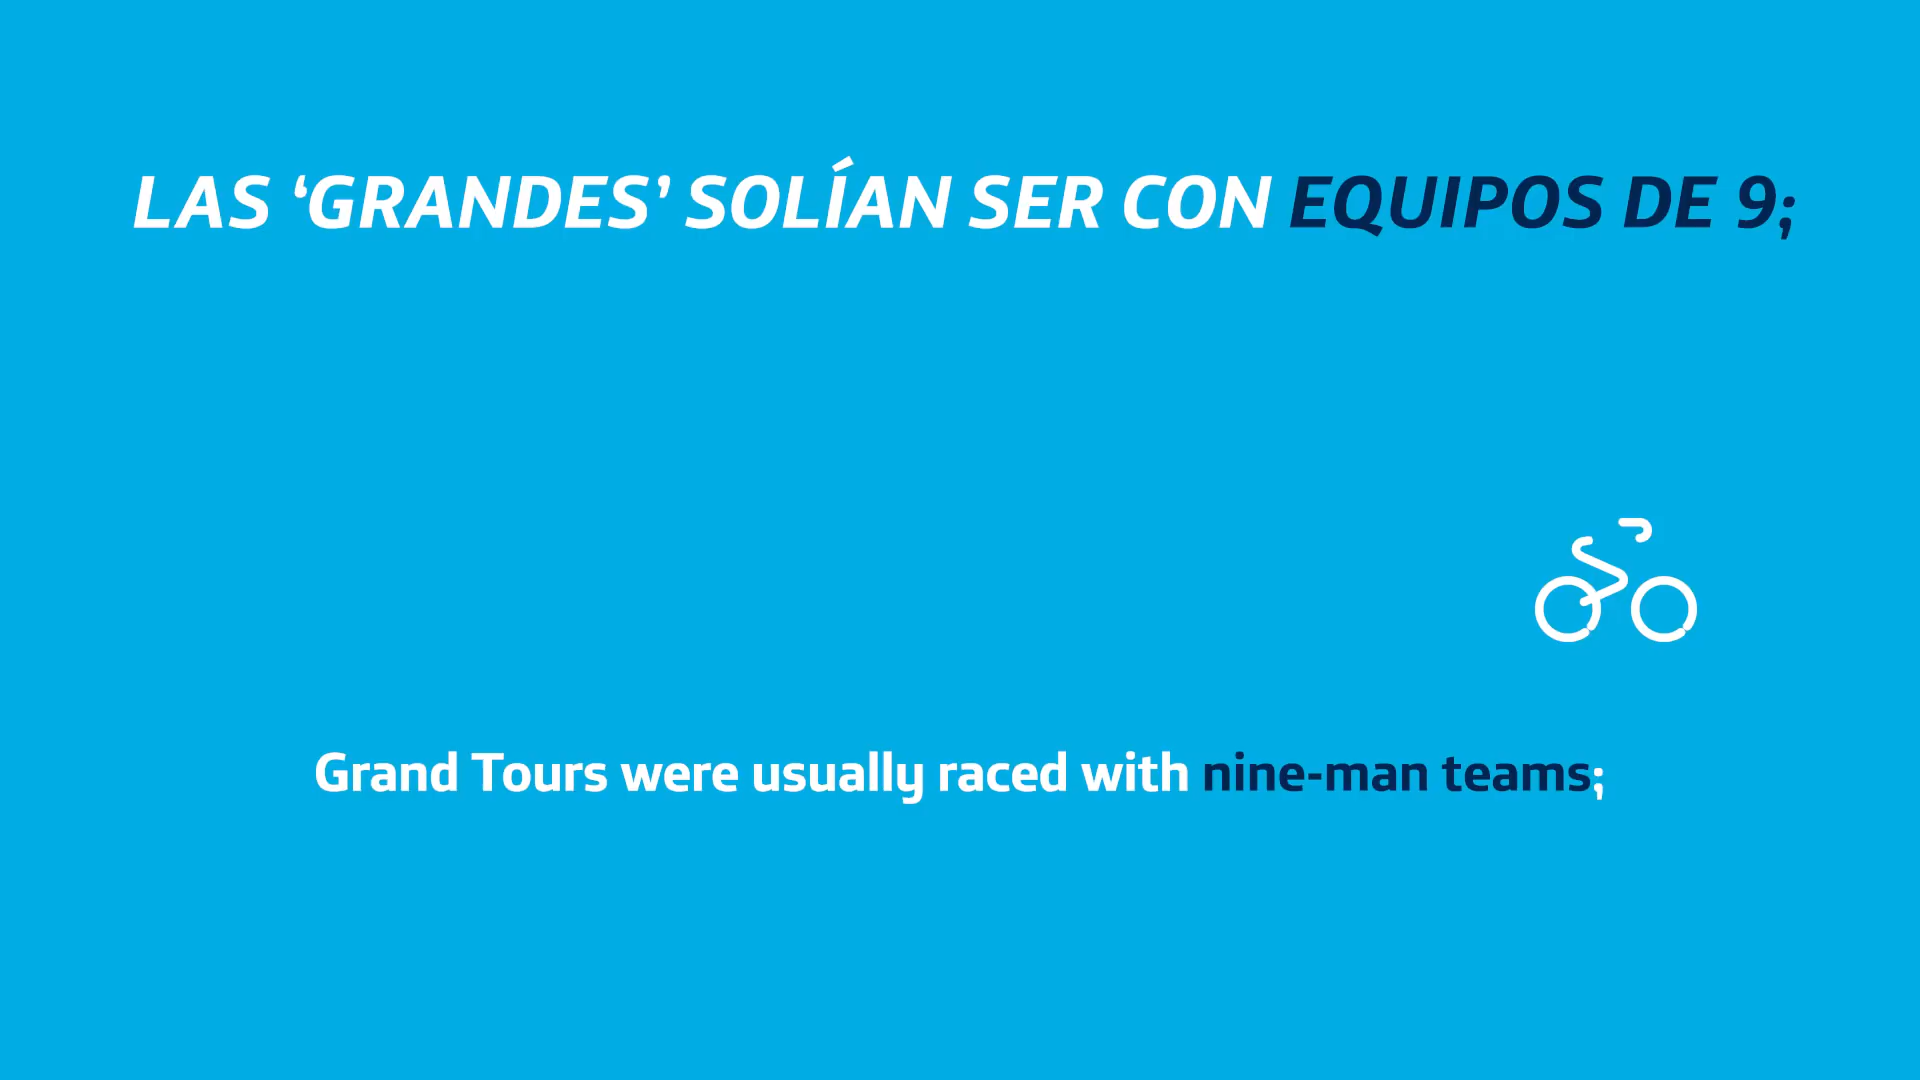 LAS ‘GRANDES’ SOLÍAN SER CON EQUIPOS DE 9;
Grand Tours were usually raced with nine-man teams;